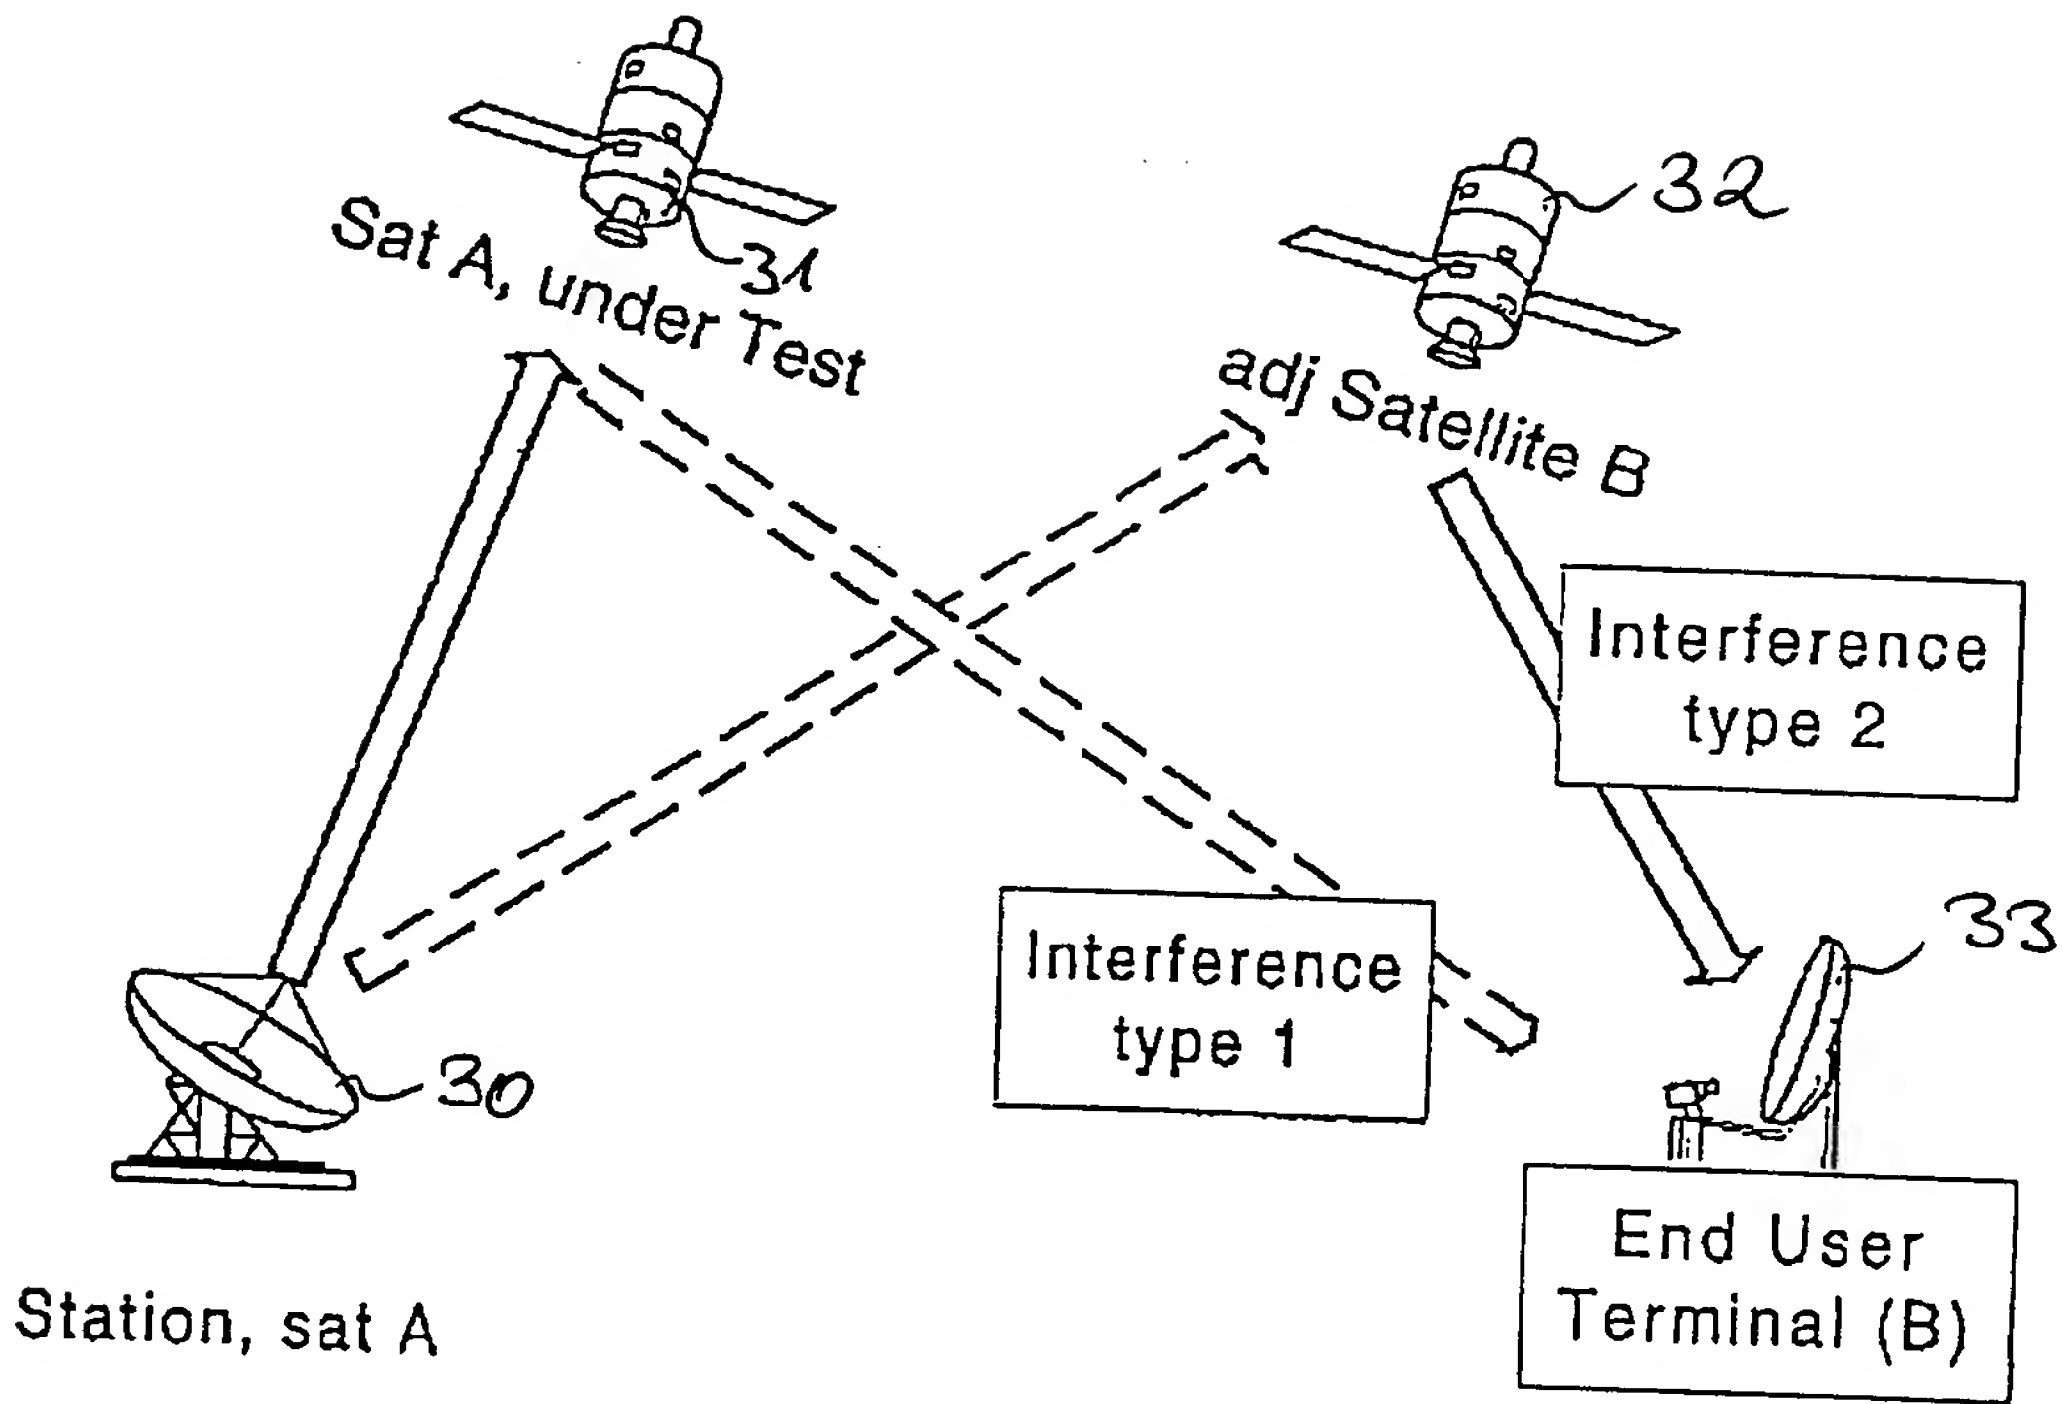 32
31
Sat A, under Test
adj Satellite B
Interference
type 2
33
Interference
type 1
30
End User
Terminal (B)
Station, sat A